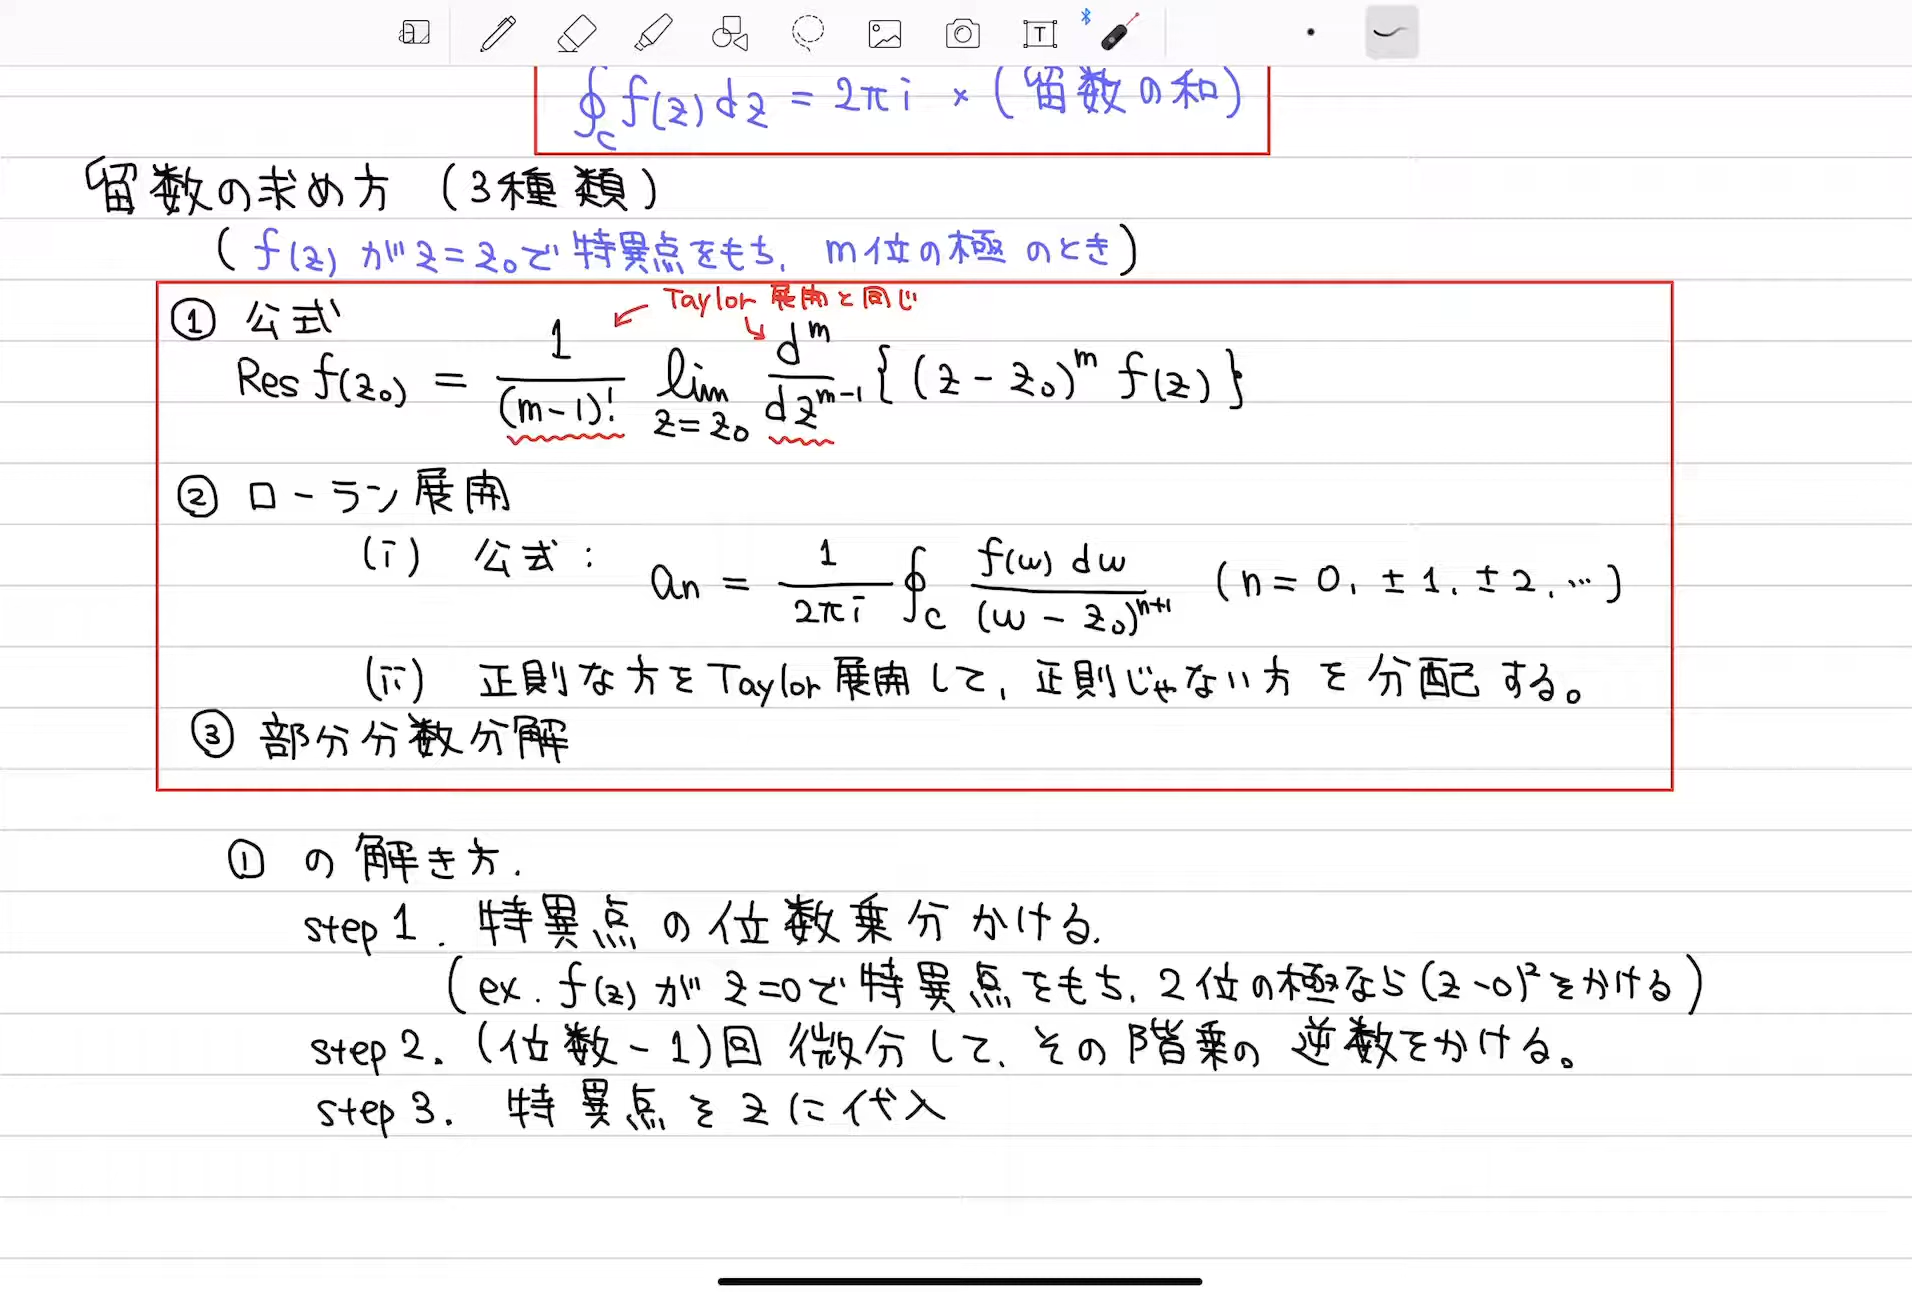 ∮_C f(z)dz = 2πi × (留数の和)
留数の求め方 (3種類)
(f(z) が z=z₀で 特異点をもち, m位の極 のとき)
① 公式
Taylor 展開と同じ
Res f(z₀) = 1/(m-1)! lim_{z=z₀} d^m/dz^{m-1} { (z-z₀)^m f(z) }
② ローラン展開
(i) 公式: an = 1/(2πi) ∮_C f(w) dw/(w-z₀)^{n+1} (n = 0, ±1, ±2, …)
(ii) 正則な方を Taylor 展開して, 正則じゃない方 を 分配する。
③ 部分分数分解
① の 解き方.
step 1. 特異点 の 位数乗分 かける.
(ex. f(z) が z=0で 特異点をもち, 2位の極なら (z-0)² をかける)
step 2. (位数-1)回 微分して, その階乗の 逆数をかける。
step 3. 特異点を z に 代入